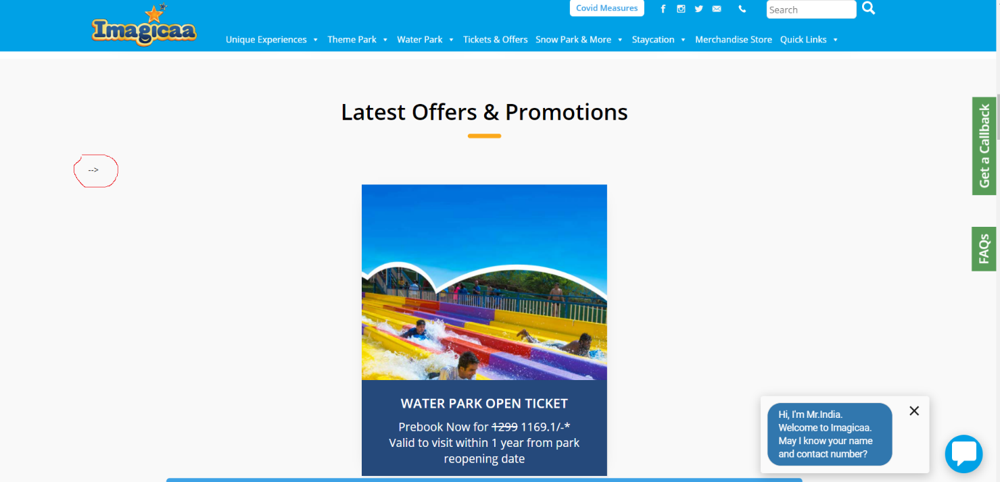 Imagicaa
Covid Measures
Search
Unique Experiences
Theme Park
Water Park
Tickets & Offers
Snow Park & More
Staycation
Merchandise Store
Quick Links
Latest Offers & Promotions
-->
Get a Callback
FAQs
WATER PARK OPEN TICKET
Prebook Now for 1299 1169.1/-*
Valid to visit within 1 year from park
reopening date
Hi, I'm Mr.India.
Welcome to Imagicaa.
May I know your name
and contact number?